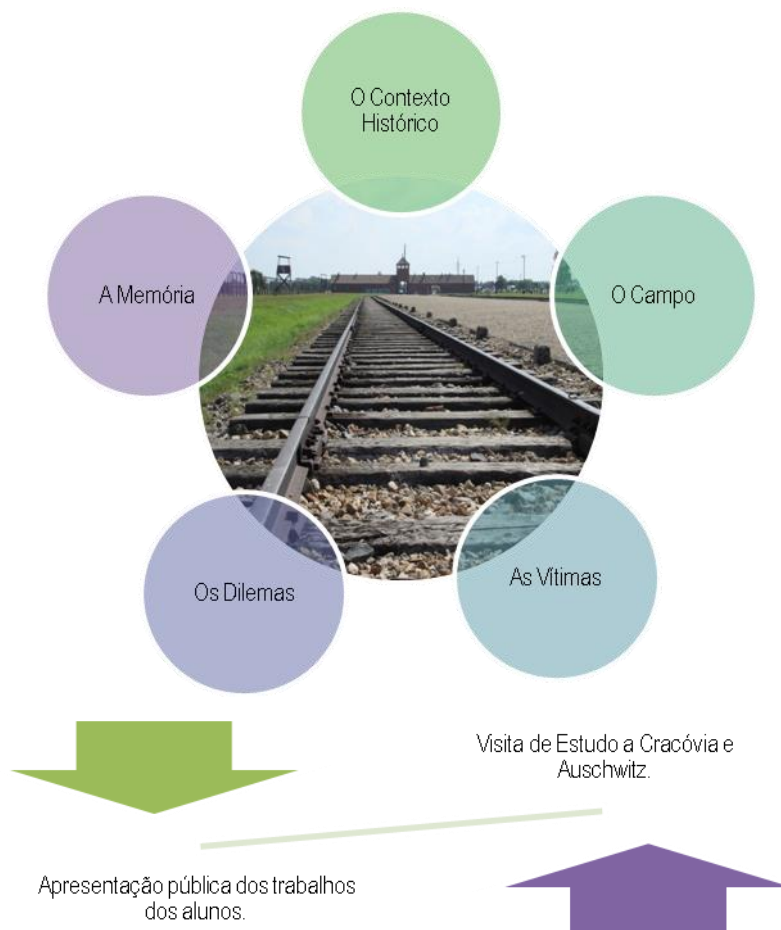 O Contexto
Histórico
A Memória
O Campo
Os Dilemas
As Vítimas
Visita de Estudo a Cracóvia e
Auschwitz.
Apresentação pública dos trabalhos
dos alunos.